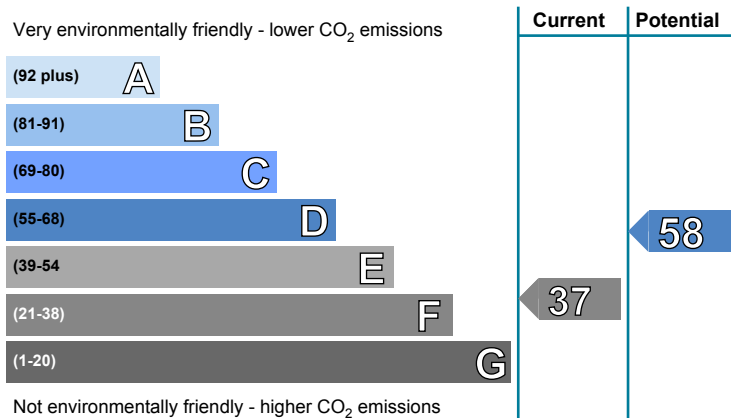 Very environmentally friendly - lower CO₂ emissions
Current
Potential
(92 plus) A
(81-91) B
(69-80) C
(55-68) D
58
(39-54 E
(21-38) F
37
(1-20) G
Not environmentally friendly - higher CO₂ emissions